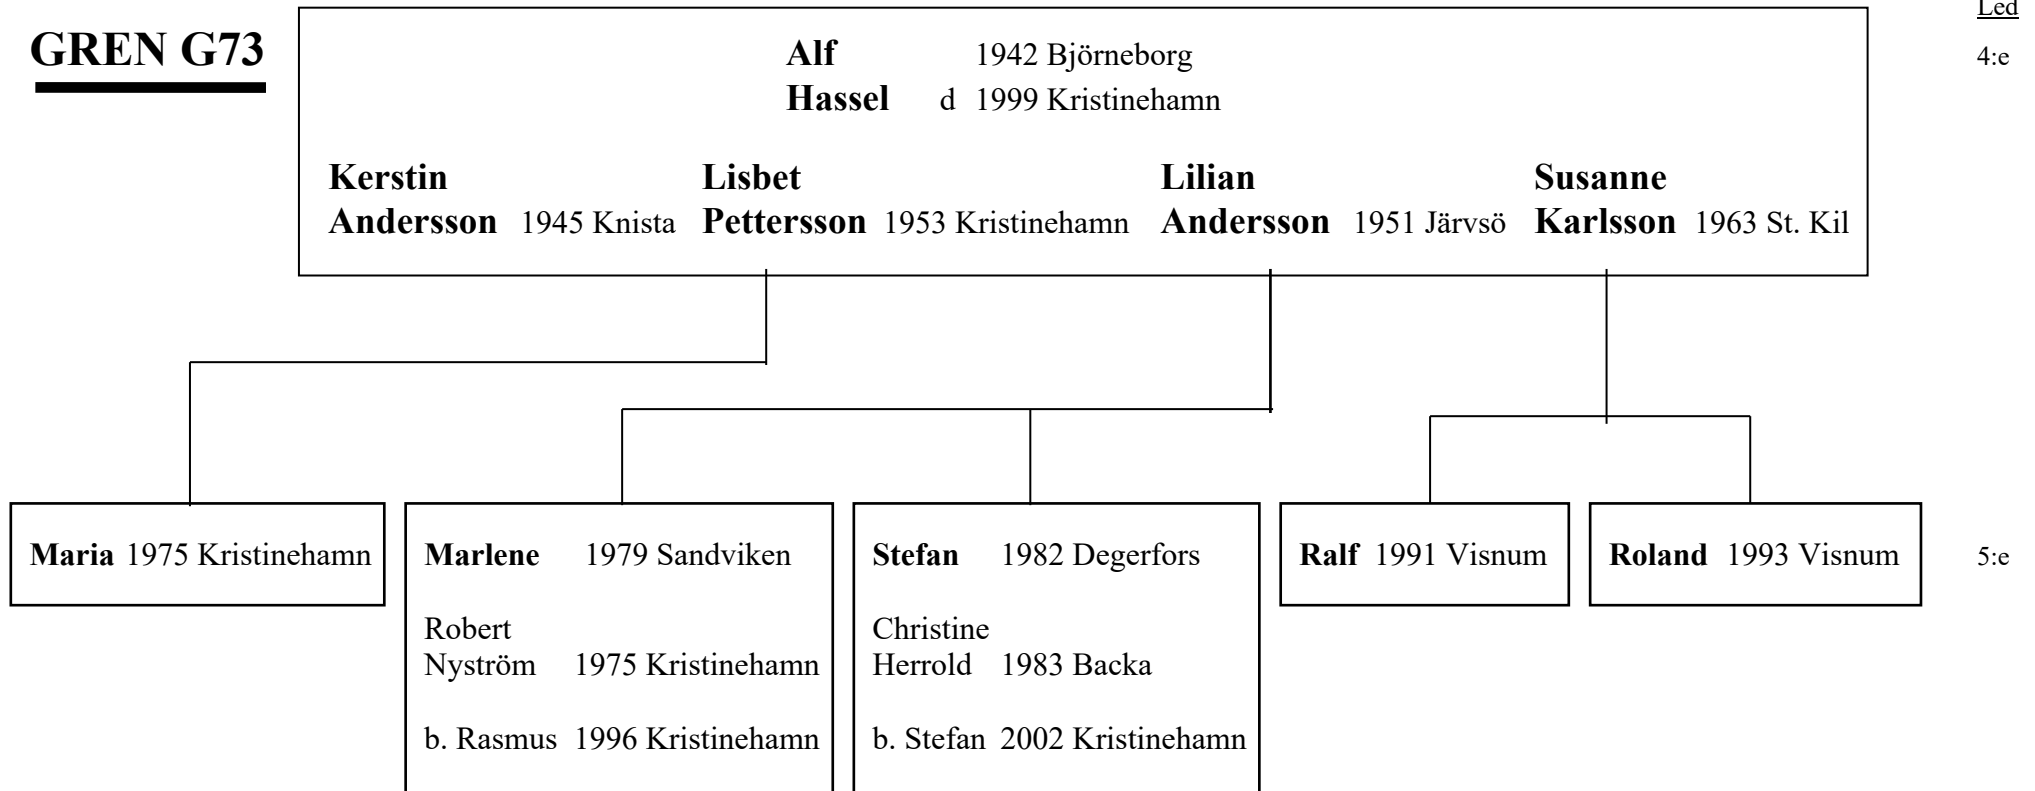 Led
GREN G73
Alf 1942 Björneborg
4:e
Hassel d 1999 Kristinehamn
Kerstin
Andersson 1945 Knista
Lisbet
Pettersson 1953 Kristinehamn
Lilian
Andersson 1951 Järvsö
Susanne
Karlsson 1963 St. Kil
Maria 1975 Kristinehamn
Marlene 1979 Sandviken
Robert
Nyström 1975 Kristinehamn
b. Rasmus 1996 Kristinehamn
Stefan 1982 Degerfors
Christine
Herrold 1983 Backa
b. Stefan 2002 Kristinehamn
Ralf 1991 Visnum
Roland 1993 Visnum
5:e